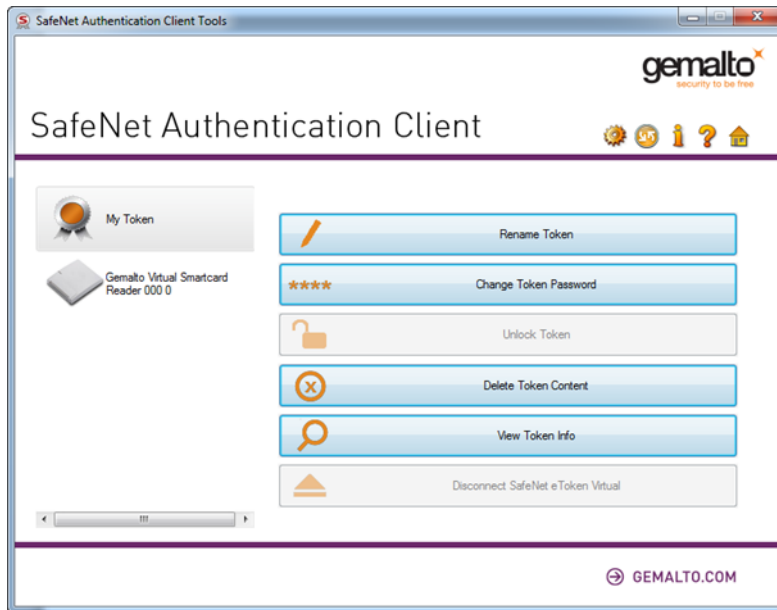 SafeNet Authentication Client Tools
gemalto
security to be free
SafeNet Authentication Client
My Token
Gemalto Virtual Smartcard
Reader 000 0
Rename Token
****
Change Token Password
Unlock Token
Delete Token Content
View Token Info
Disconnect SafeNet eToken Virtual
GEMALTO.COM